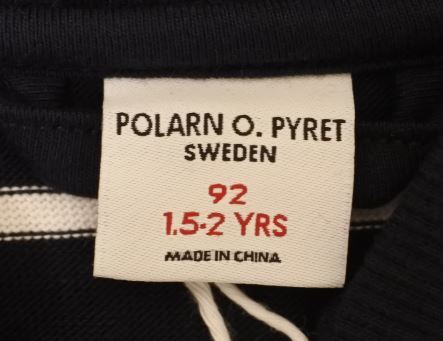 POLARN O. PYRET
SWEDEN
92
1.5-2 YRS
MADE IN CHINA